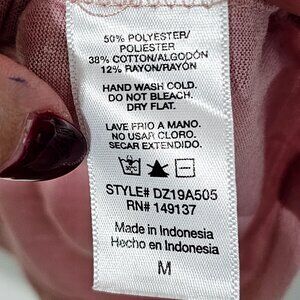 50% POLYESTER/
POLIESTER
38% COTTON/ALGODÓN
12% RAYON/RAYÓN
HAND WASH COLD.
DO NOT BLEACH.
DRY FLAT.
LAVE FRIO A MANO.
NO USAR CLORO.
SECAR EXTENDIDO.
STYLE# DZ19A505
RN# 149137
Made in Indonesia
Hecho en Indonesia
M